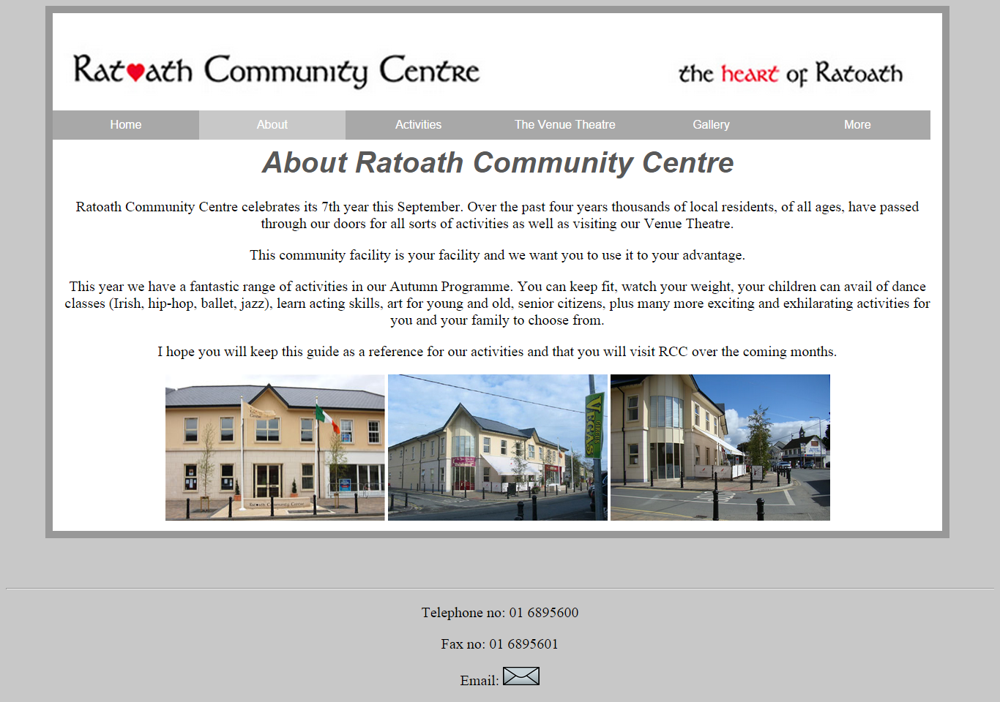 Ratoath Community Centre
the heart of Ratoath
Home About Activities The Venue Theatre Gallery More
About Ratoath Community Centre
Ratoath Community Centre celebrates its 7th year this September. Over the past four years thousands of local residents, of all ages, have passed
through our doors for all sorts of activities as well as visiting our Venue Theatre.
This community facility is your facility and we want you to use it to your advantage.
This year we have a fantastic range of activities in our Autumn Programme. You can keep fit, watch your weight, your children can avail of dance
classes (Irish, hip-hop, ballet, jazz), learn acting skills, art for young and old, senior citizens, plus many more exciting and exhilarating activities for
you and your family to choose from.
I hope you will keep this guide as a reference for our activities and that you will visit RCC over the coming months.
Centre
Ratoath Community Centre
CIRCUS
VEGAS
Telephone no: 01 6895600
Fax no: 01 6895601
Email: